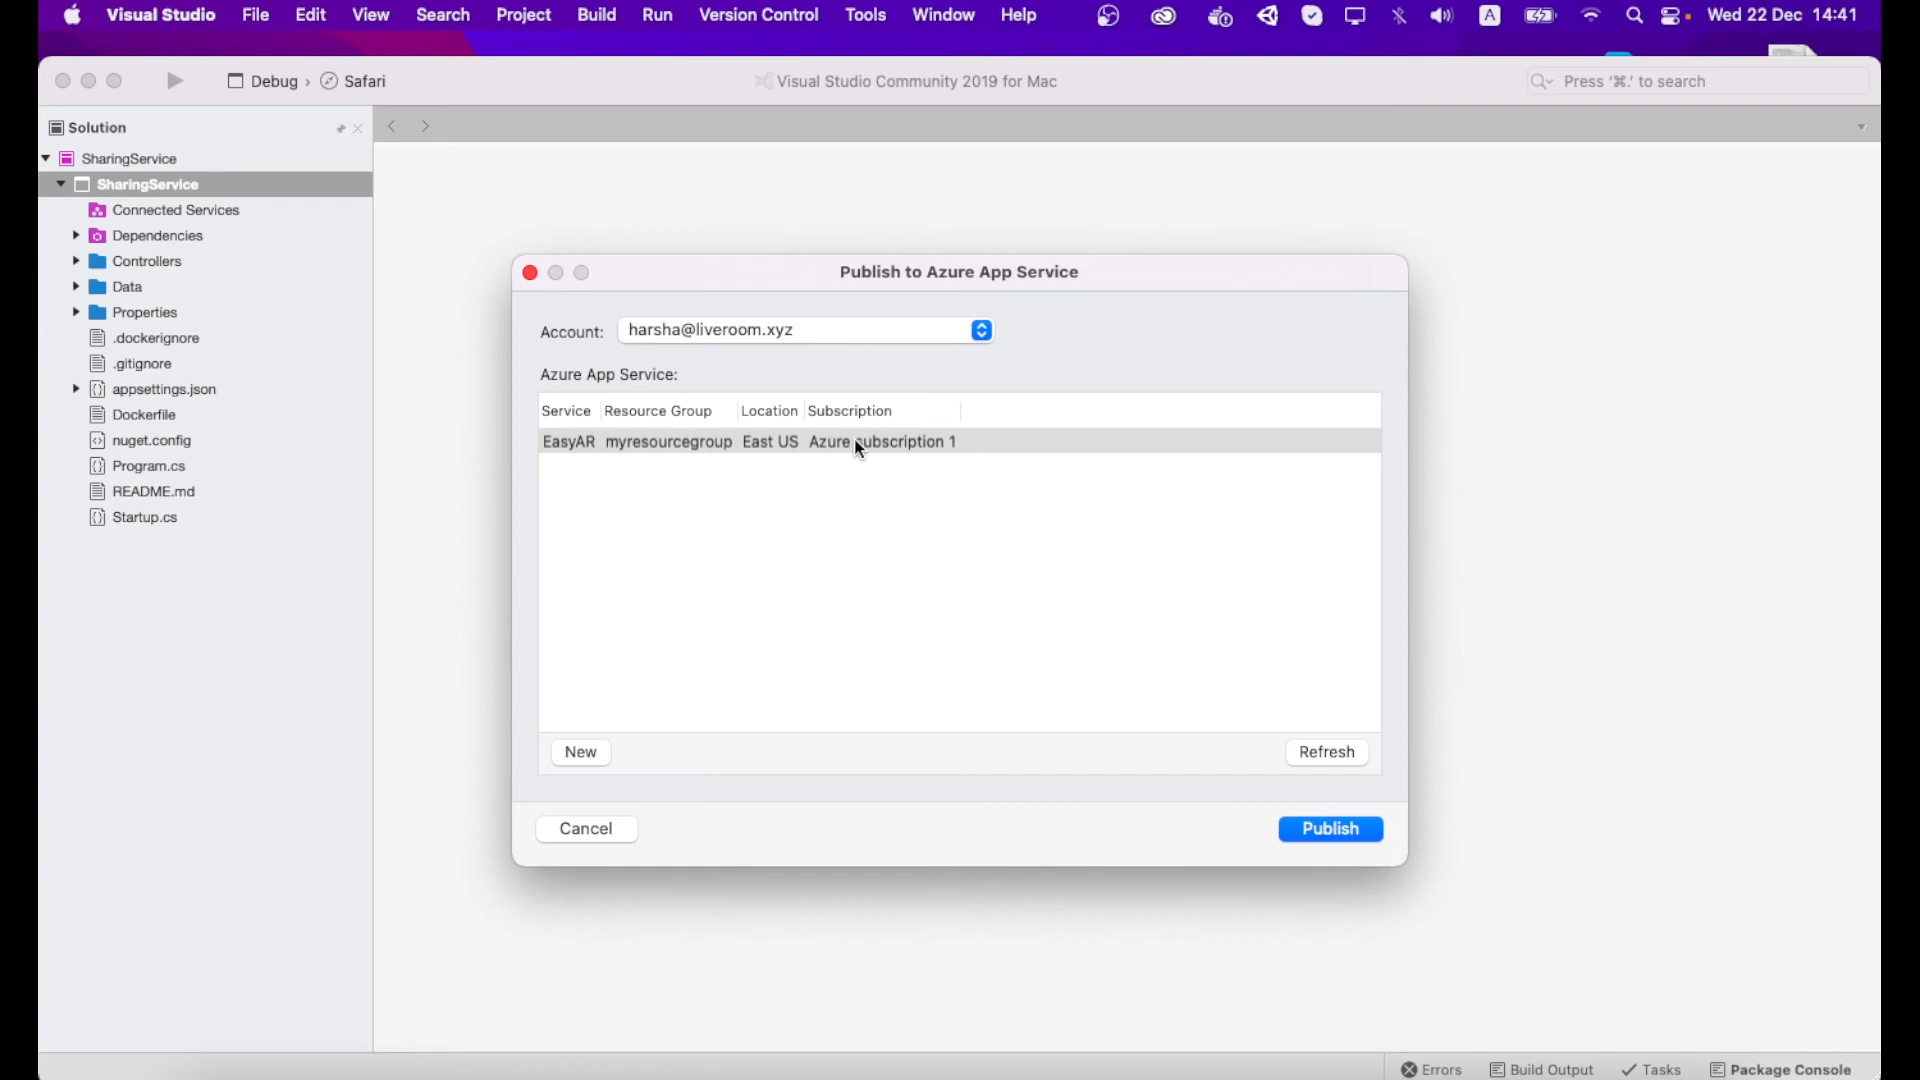 Visual Studio File Edit View Search Project Build Run Version Control Tools Window Help A Wed 22 Dec 14:41
Debug › Safari Visual Studio Community 2019 for Mac Press '⌘.' to search
Solution
SharingService
SharingService
Connected Services
Dependencies
Controllers
Data
Properties
.dockerignore
.gitignore
appsettings.json
Dockerfile
nuget.config
Program.cs
README.md
Startup.cs
Publish to Azure App Service
Account: harsha@liveroom.xyz
Azure App Service:
Service Resource Group Location Subscription
EasyAR myresourcegroup East US Azure subscription 1
New Refresh
Cancel Publish
Errors Build Output Tasks Package Console